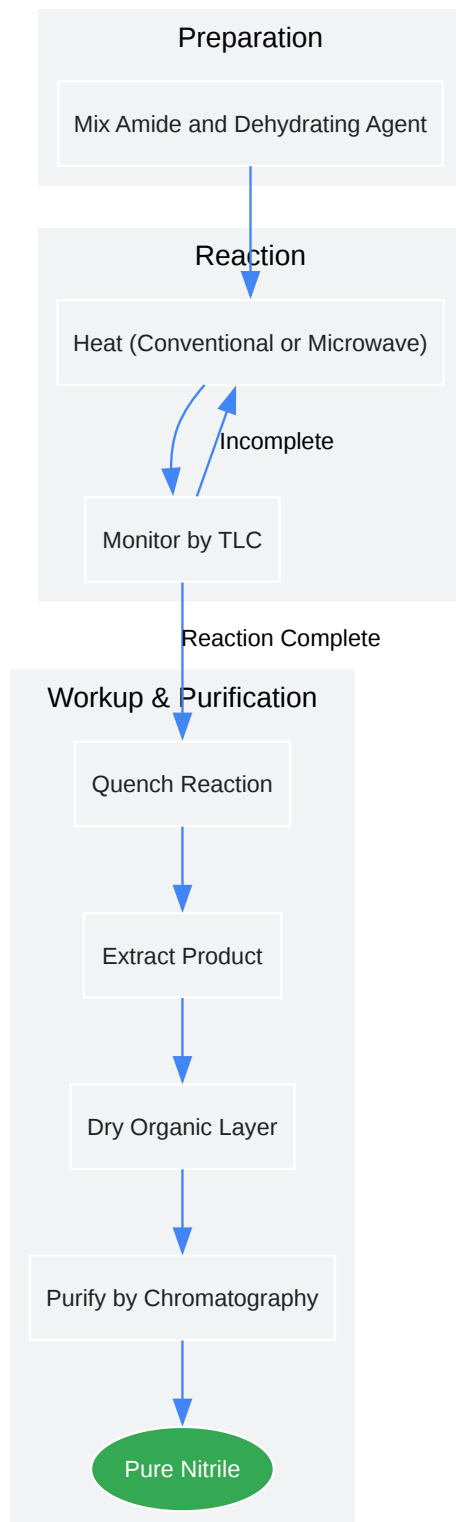 Preparation
Mix Amide and Dehydrating Agent
Reaction
Heat (Conventional or Microwave)
Incomplete
Monitor by TLC
Reaction Complete
Workup & Purification
Quench Reaction
Extract Product
Dry Organic Layer
Purify by Chromatography
Pure Nitrile